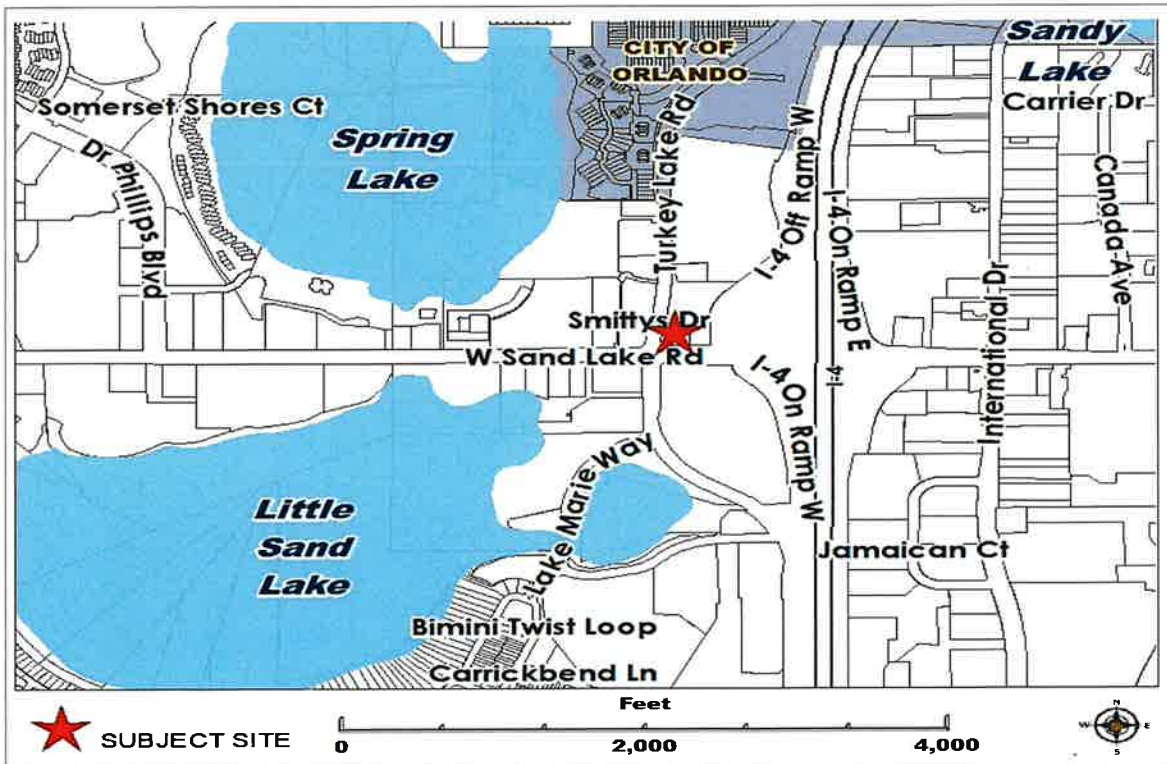 CITY OF
ORLANDO
Sandy
Lake
Somerset Shores Ct
Carrier Dr
Spring
Lake
Dr. Phillips Blvd
Turkey Lake Rd
I-4 Off Ramp W
I-4 On Ramp E
Canada Ave
International Dr
Smittys Dr
W Sand Lake Rd
I-4
I-4 On Ramp W
Lake Marie Way
Little
Sand
Lake
Jamaican Ct
Bimini Twist Loop
Carrickbend Ln
SUBJECT SITE
Feet
0
2,000
4,000
N
W
E
S